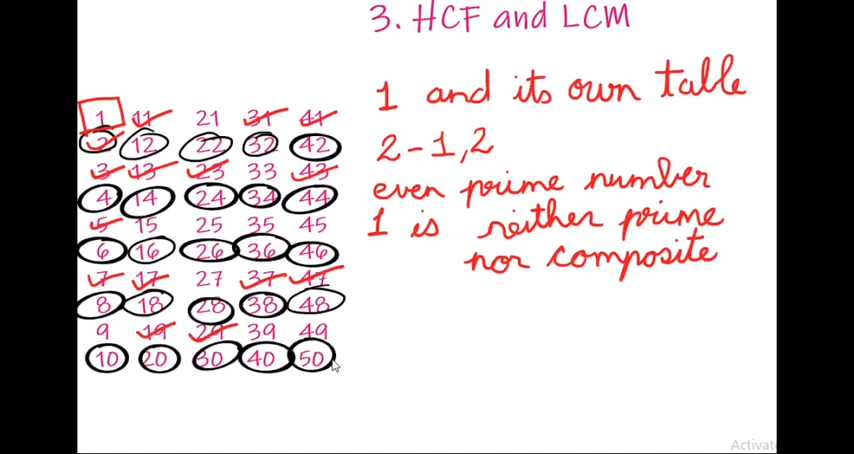 3. HCF and LCM
1 and its own table
2-1,2
even prime number
1 is neither prime
nor composite
1 11 21 31 41
2 12 22 32 42
3 13 23 33 43
4 14 24 34 44
5 15 25 35 45
6 16 26 36 46
7 17 27 37 47
8 18 28 38 48
9 19 29 39 49
10 20 30 40 50
Activat